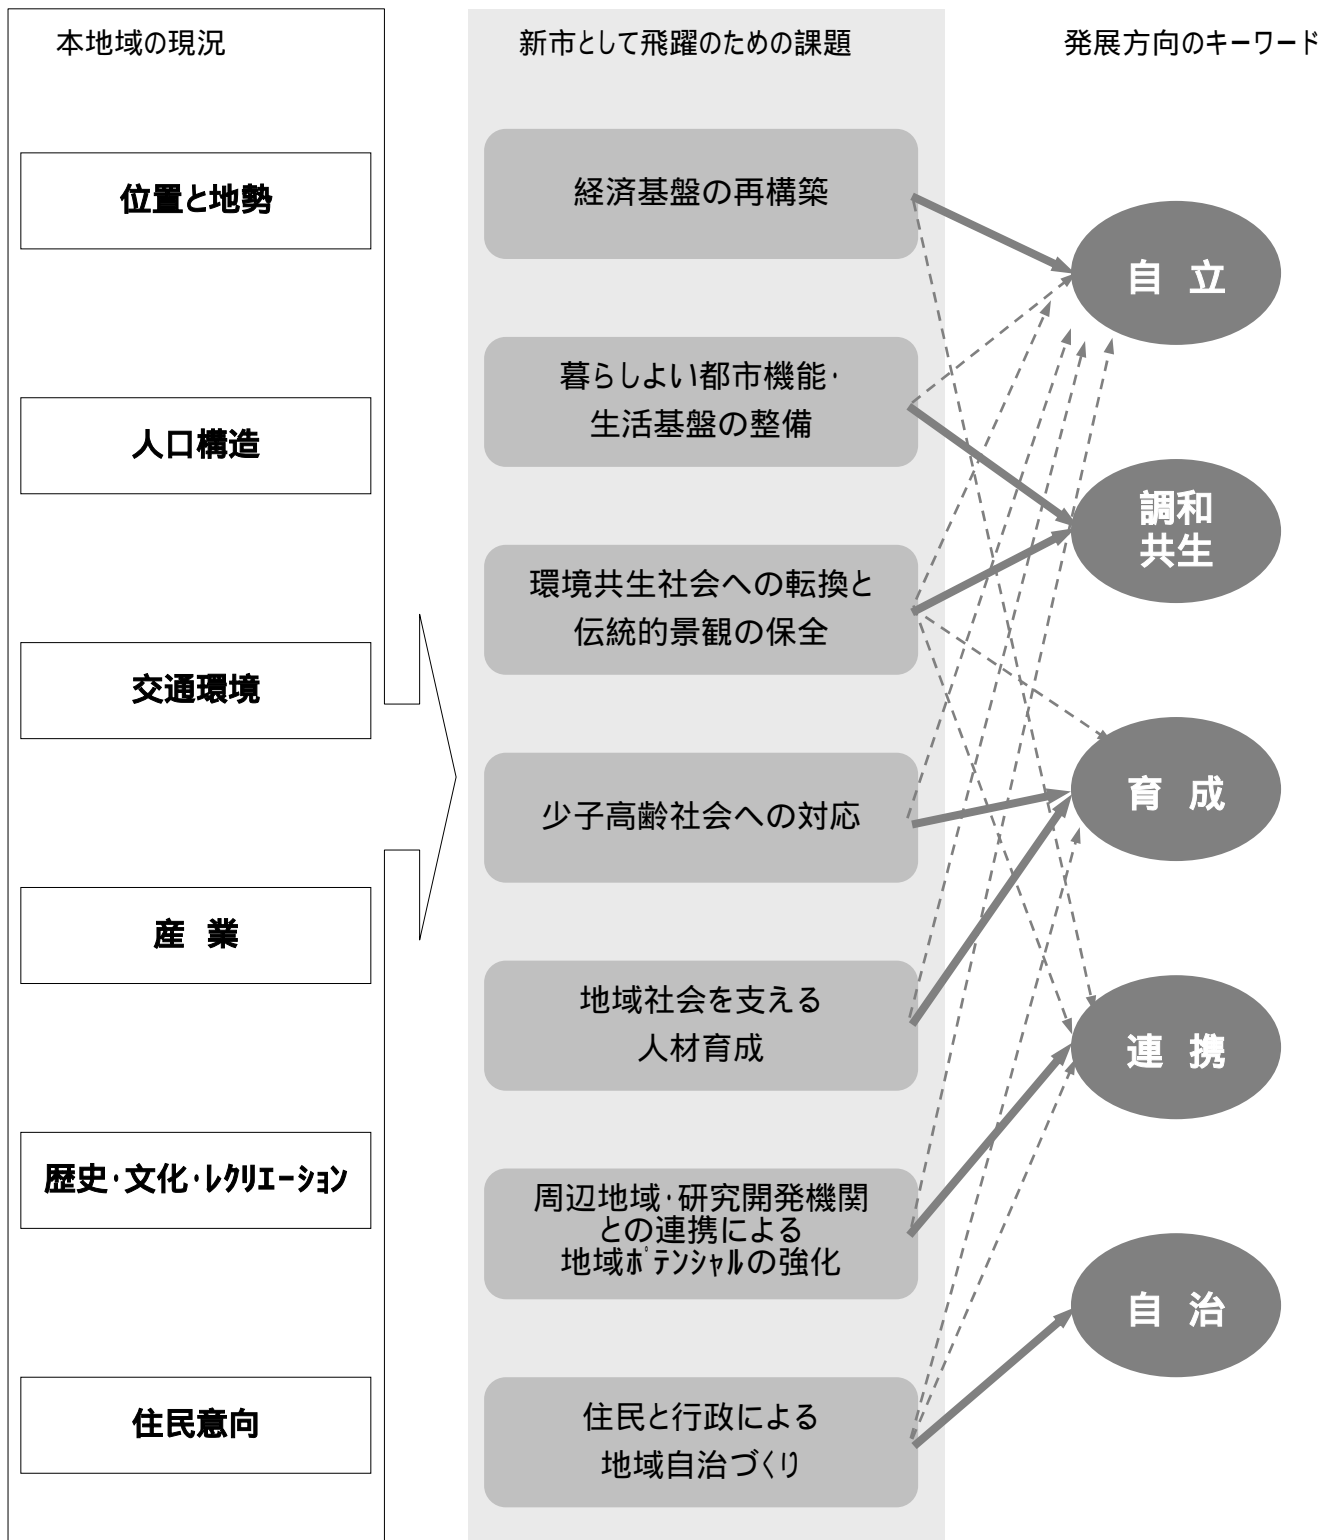 本地域の現況
位置と地勢
人口構造
交通環境
産 業
歴史・文化・ﾚｸﾘｴｰｼｮﾝ
住民意向
新市として飛躍のための課題
経済基盤の再構築
暮らしよい都市機能・
生活基盤の整備
環境共生社会への転換と
伝統的景観の保全
少子高齢社会への対応
地域社会を支える
人材育成
周辺地域・研究開発機関
との連携による
地域ﾎﾟﾃﾝｼｬﾙの強化
住民と行政による
地域自治づくり
発展方向のキーワード
自 立
調和
共生
育 成
連 携
自 治